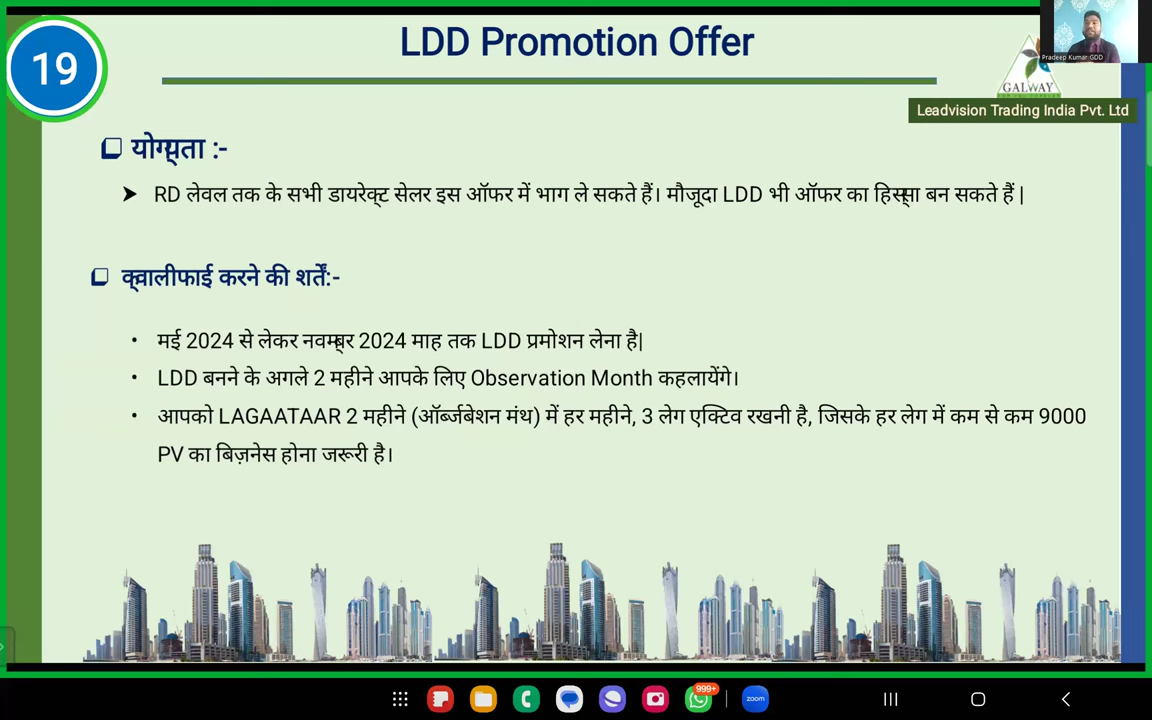 19
LDD Promotion Offer
Pradeep Kumar GDD
GALWAY
Leadvision Trading India Pvt. Ltd
योग्यता :-
RD लेवल तक के सभी डायरेक्ट सेलर इस ऑफर में भाग ले सकते हैं। मौजूदा LDD भी ऑफर का हिस्सा बन सकते हैं |
क्वालीफाई करने की शर्तें:-
• मई 2024 से लेकर नवम्बर 2024 माह तक LDD प्रमोशन लेना है|
• LDD बनने के अगले 2 महीने आपके लिए Observation Month कहलायेंगे।
• आपको LAGAATAAR 2 महीने (ऑर्ब्जबेशन मंथ) में हर महीने, 3 लेग एक्टिव रखनी है, जिसके हर लेग में कम से कम 9000
PV का बिज़नेस होना जरूरी है।
999+
zoom